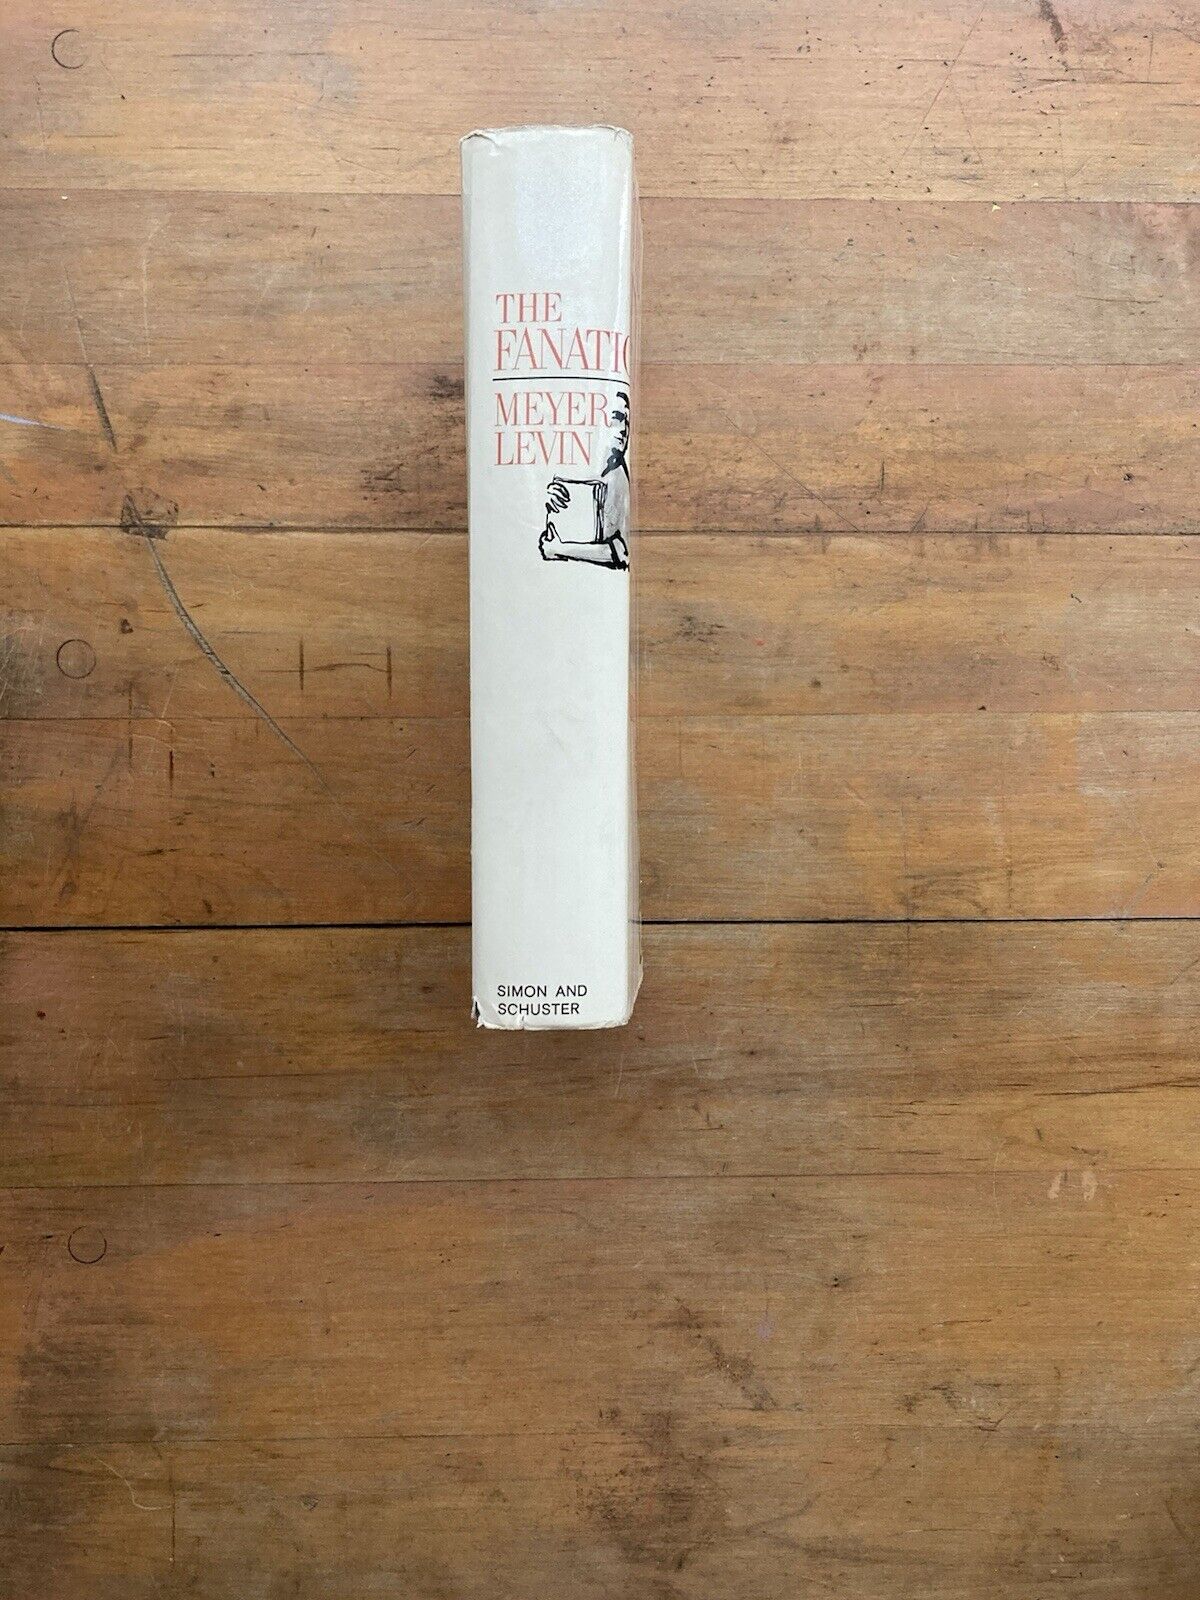 THE
FANATIC
MEYER
LEVIN
SIMON AND
SCHUSTER